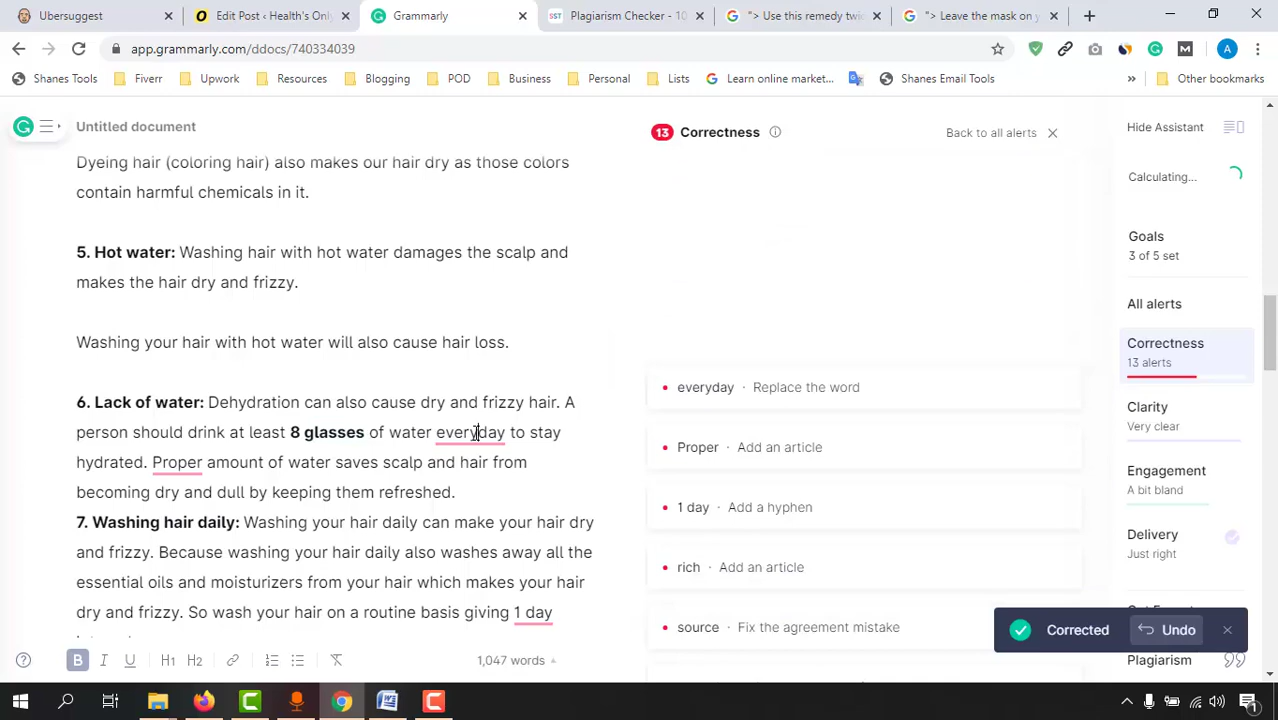 Ubersuggest
Edit Post ‹ Health's Onl
Grammarly
Plagiarism Checker - 10
"> Use this remedy twic
"> Leave the mask on y
app.grammarly.com/ddocs/740334039
Shanes Tools
Fiverr
Upwork
Blogging
POD
Business
Personal
Lists
Learn online market...
Shanes Email Tools
Other bookmarks
Untitled document
13 Correctness
Back to all alerts
Hide Assistant
Dyeing hair (coloring hair) also makes our hair dry as those colors
contain harmful chemicals in it.
Calculating...
5. Hot water: Washing hair with hot water damages the scalp and
makes the hair dry and frizzy.
Goals
3 of 5 set
All alerts
Washing your hair with hot water will also cause hair loss.
Correctness
13 alerts
6. Lack of water: Dehydration can also cause dry and frizzy hair. A
person should drink at least 8 glasses of water everyday to stay
hydrated. Proper amount of water saves scalp and hair from
becoming dry and dull by keeping them refreshed.
7. Washing hair daily: Washing your hair daily can make your hair dry
and frizzy. Because washing your hair daily also washes away all the
essential oils and moisturizers from your hair which makes your hair
dry and frizzy. So wash your hair on a routine basis giving 1 day
everyday · Replace the word
Proper · Add an article
1 day · Add a hyphen
rich · Add an article
source · Fix the agreement mistake
Clarity
Very clear
Engagement
A bit bland
Delivery
Just right
Corrected
Undo
Plagiarism
B I U H1 H2
1,047 words